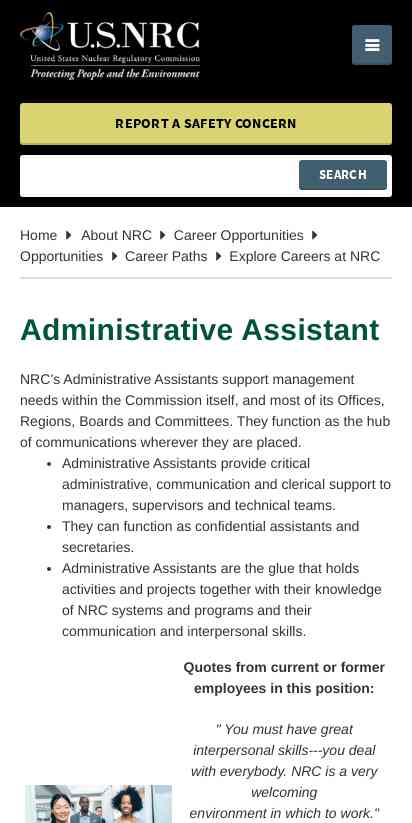 U.S.NRC
United States Nuclear Regulatory Commission
Protecting People and the Environment
REPORT A SAFETY CONCERN
SEARCH
Home About NRC Career Opportunities
Opportunities Career Paths Explore Careers at NRC
Administrative Assistant
NRC's Administrative Assistants support management
needs within the Commission itself, and most of its Offices,
Regions, Boards and Committees. They function as the hub
of communications wherever they are placed.
• Administrative Assistants provide critical
administrative, communication and clerical support to
managers, supervisors and technical teams.
• They can function as confidential assistants and
secretaries.
• Administrative Assistants are the glue that holds
activities and projects together with their knowledge
of NRC systems and programs and their
communication and interpersonal skills.
Quotes from current or former
employees in this position:
" You must have great
interpersonal skills---you deal
with everybody. NRC is a very
welcoming
environment in which to work."